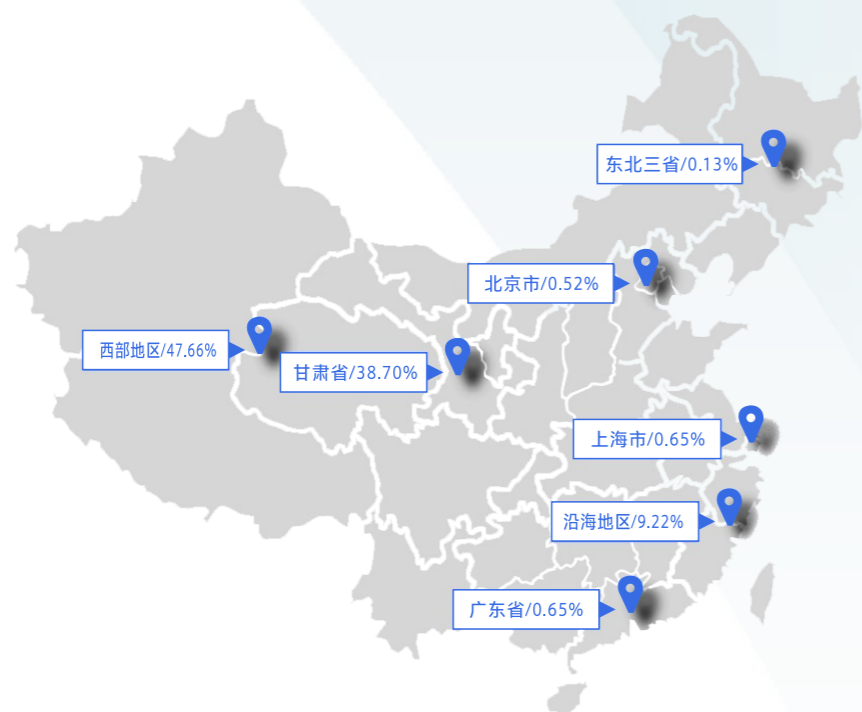 东北三省/0.13%
北京市/0.52%
西部地区/47.66%
甘肃省/38.70%
上海市/0.65%
沿海地区/9.22%
广东省/0.65%